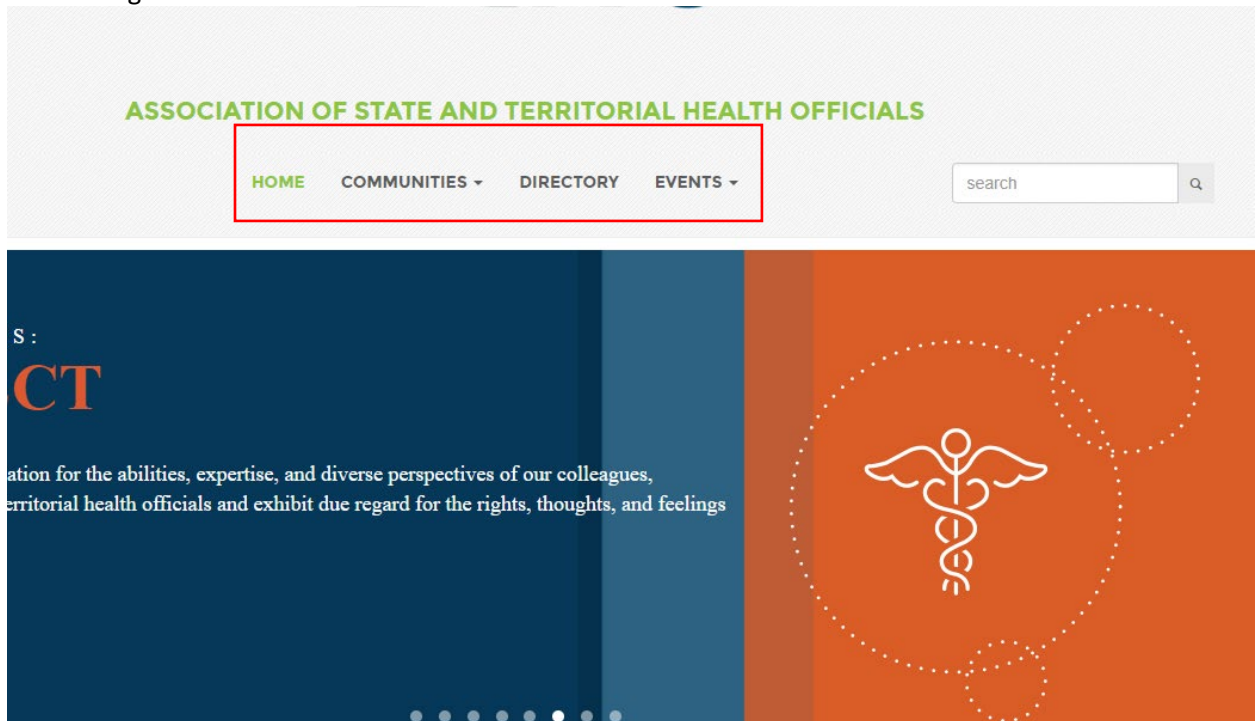 ASSOCIATION OF STATE AND TERRITORIAL HEALTH OFFICIALS
HOME COMMUNITIES DIRECTORY EVENTS search
S :
CT
ation for the abilities, expertise, and diverse perspectives of our colleagues,
erritorial health officials and exhibit due regard for the rights, thoughts, and feelings